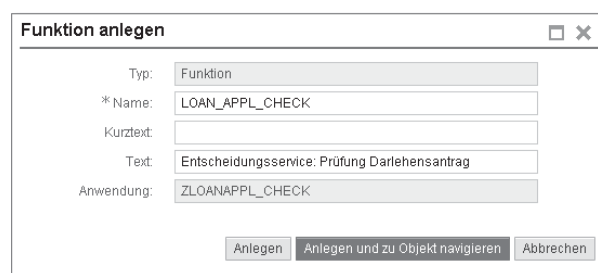 Funktion anlegen
Typ: Funktion
* Name: LOAN_APPL_CHECK
Kurztext:
Text: Entscheidungsservice: Prüfung Darlehensantrag
Anwendung: ZLOANAPPL_CHECK
Anlegen Anlegen und zu Objekt navigieren Abbrechen